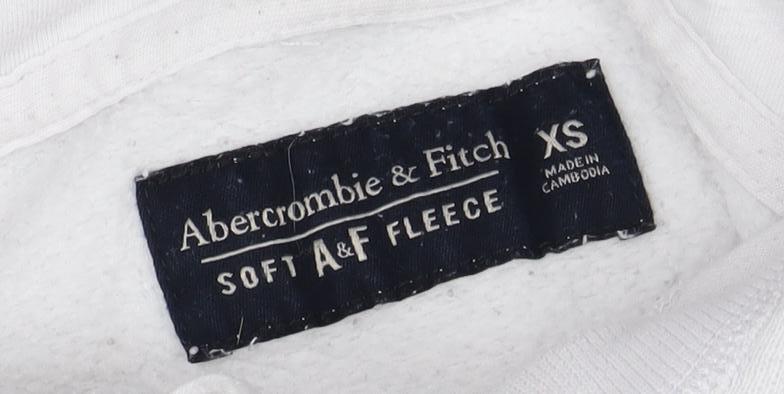 Abercrombie & Fitch
SOFT A&F FLEECE
XS
MADE IN
CAMBODIA